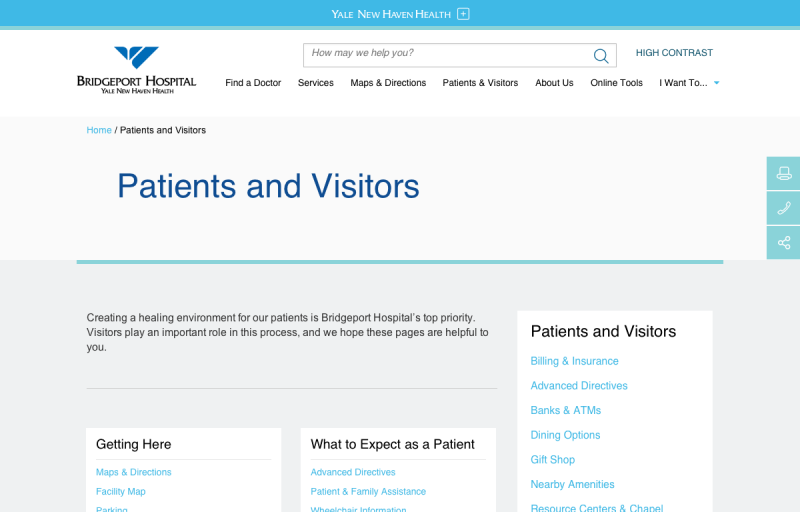 YALE NEW HAVEN HEALTH
How may we help you?
HIGH CONTRAST
BRIDGEPORT HOSPITAL
YALE NEW HAVEN HEALTH
Find a Doctor
Services
Maps & Directions
Patients & Visitors
About Us
Online Tools
I Want To...
Home / Patients and Visitors
Patients and Visitors
Creating a healing environment for our patients is Bridgeport Hospital's top priority.
Visitors play an important role in this process, and we hope these pages are helpful to
you.
Getting Here
Maps & Directions
Facility Map
Parking
What to Expect as a Patient
Advanced Directives
Patient & Family Assistance
Wheelchair Information
Patients and Visitors
Billing & Insurance
Advanced Directives
Banks & ATMs
Dining Options
Gift Shop
Nearby Amenities
Resource Centers & Chapel